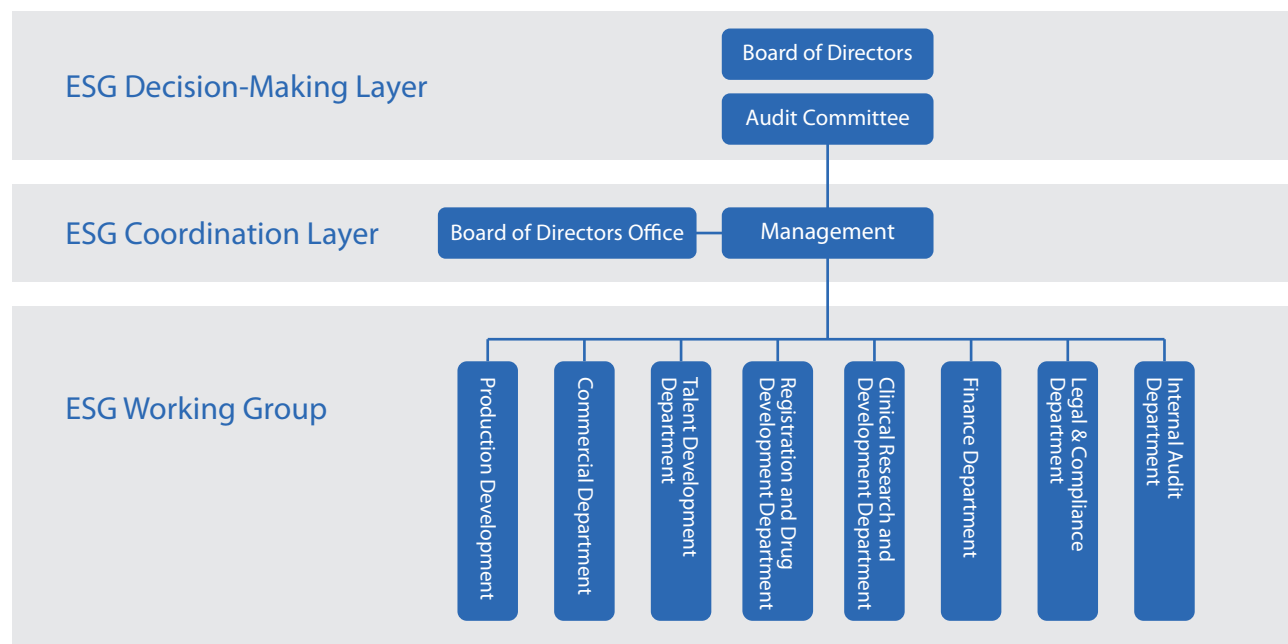 ESG Decision-Making Layer
Board of Directors
Audit Committee
ESG Coordination Layer
Board of Directors Office
Management
ESG Working Group
Production Development
Commercial Department
Talent Development
Department
Registration and Drug
Development Department
Clinical Research and
Development Department
Finance Department
Legal & Compliance
Department
Internal Audit
Department